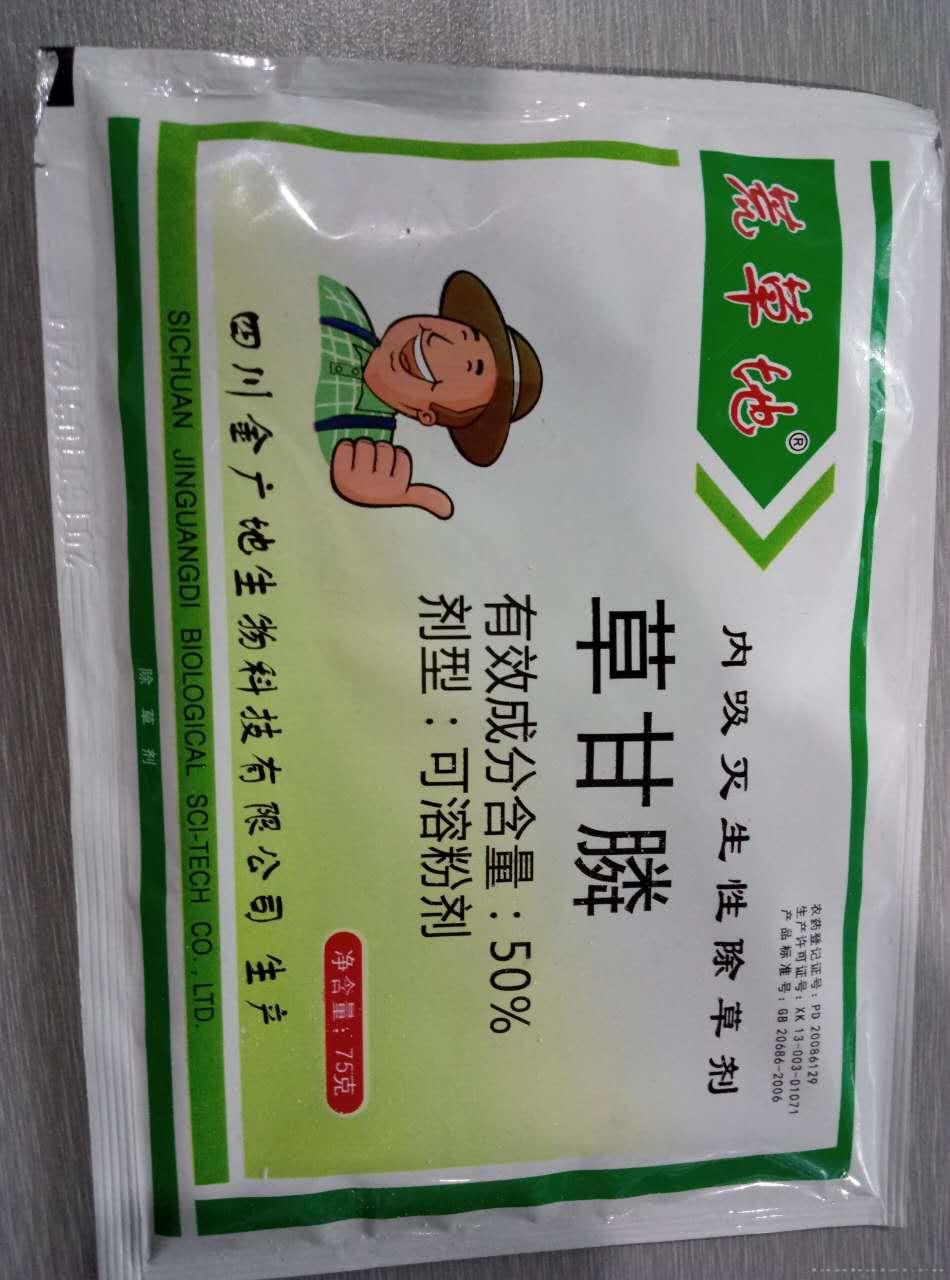 荒草地®
农药登记证号：PD 20086129
生产许可证号：XK 13-003-01071
产品标准号：GB 20686-2006
内吸灭生性除草剂
草甘膦
有效成分含量：50%
剂型：可溶粉剂
净含量：75克
四川金广地生物科技有限公司 生产
SICHUAN JINGUANGDI BIOLOGICAL SCI-TECH CO.,LTD.
除草剂